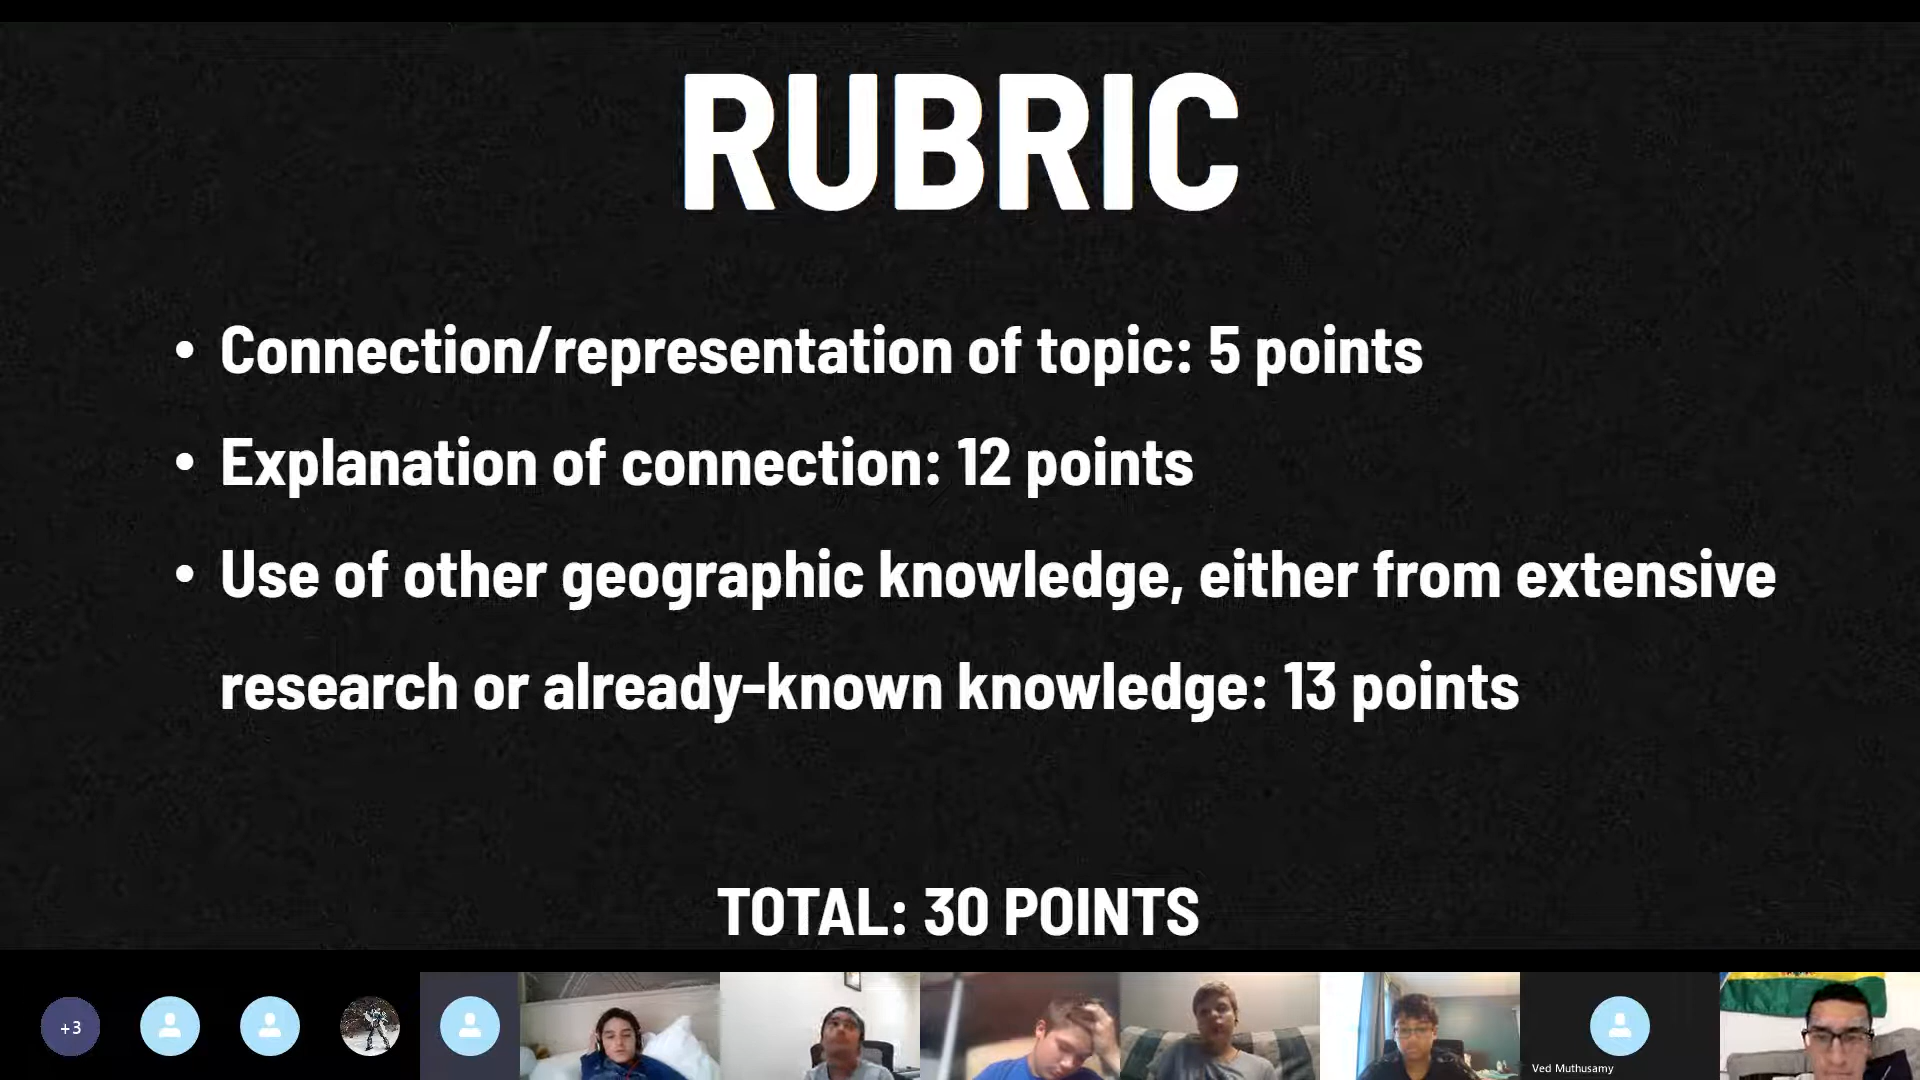 RUBRIC
• Connection/representation of topic: 5 points
• Explanation of connection: 12 points
• Use of other geographic knowledge, either from extensive
research or already-known knowledge: 13 points
TOTAL: 30 POINTS
+3
Ved Muthusamy